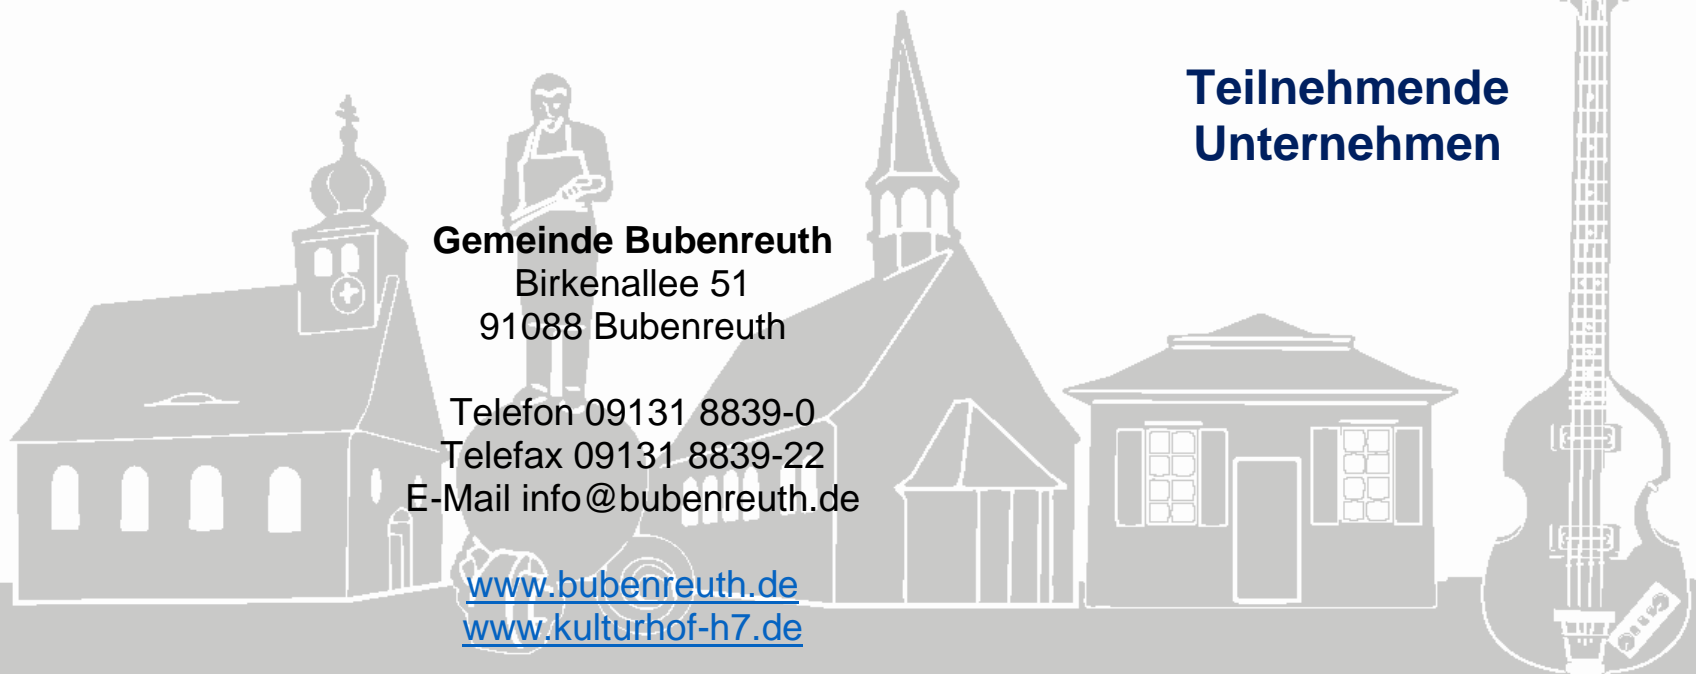 Teilnehmende
Unternehmen
Gemeinde Bubenreuth
Birkenallee 51
91088 Bubenreuth
Telefon 09131 8839-0
Telefax 09131 8839-22
E-Mail info@bubenreuth.de
www.bubenreuth.de
www.kulturhof-h7.de